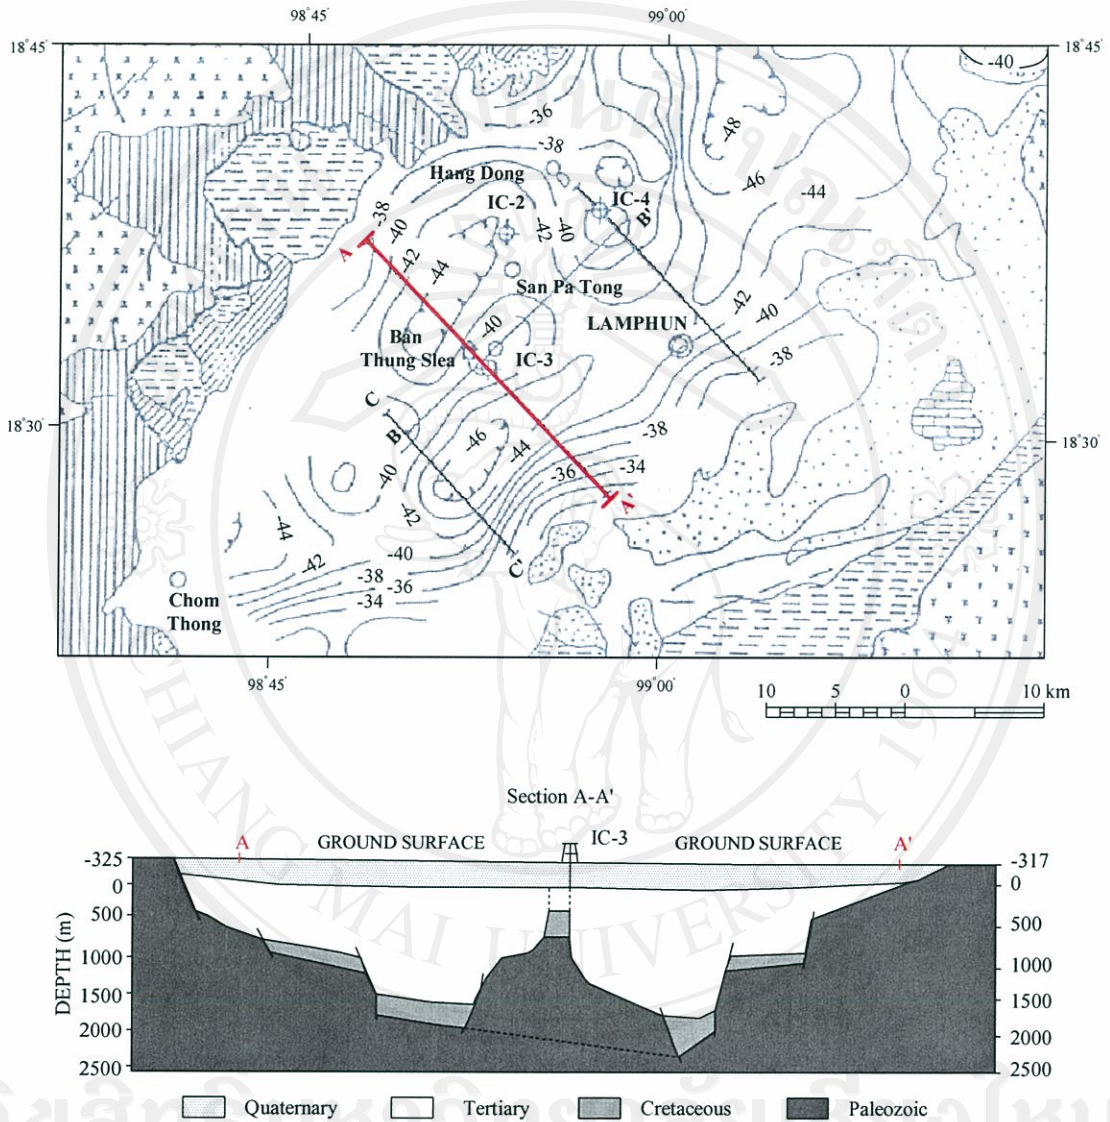 98°45' 99°00'
18°45' 18°45'
-40
-36
-48
-38
Hang Dong
-46
-44
IC-2
IC-4
-38
-40
-42
-40
B'
A
-42
-44
San Pa Tong
-42
-40
-40
LAMPHUN
Ban
Thung Slea
IC-3
-38
C
18°30' 18°30'
B
-46
-44
-38
-40
-36
-34
A'
-42
-44
-40
C'
-42
-38
-36
-34
Chom
Thong
98°45' 99°00'
10 5 0 10 km
Section A-A'
A GROUND SURFACE IC-3 GROUND SURFACE A'
-325 -317
0 0
500 500
1000 1000
1500 1500
2000 2000
2500 2500
DEPTH (m)
Quaternary Tertiary Cretaceous Paleozoic
CHIANG MAI UNIVERSITY 1964